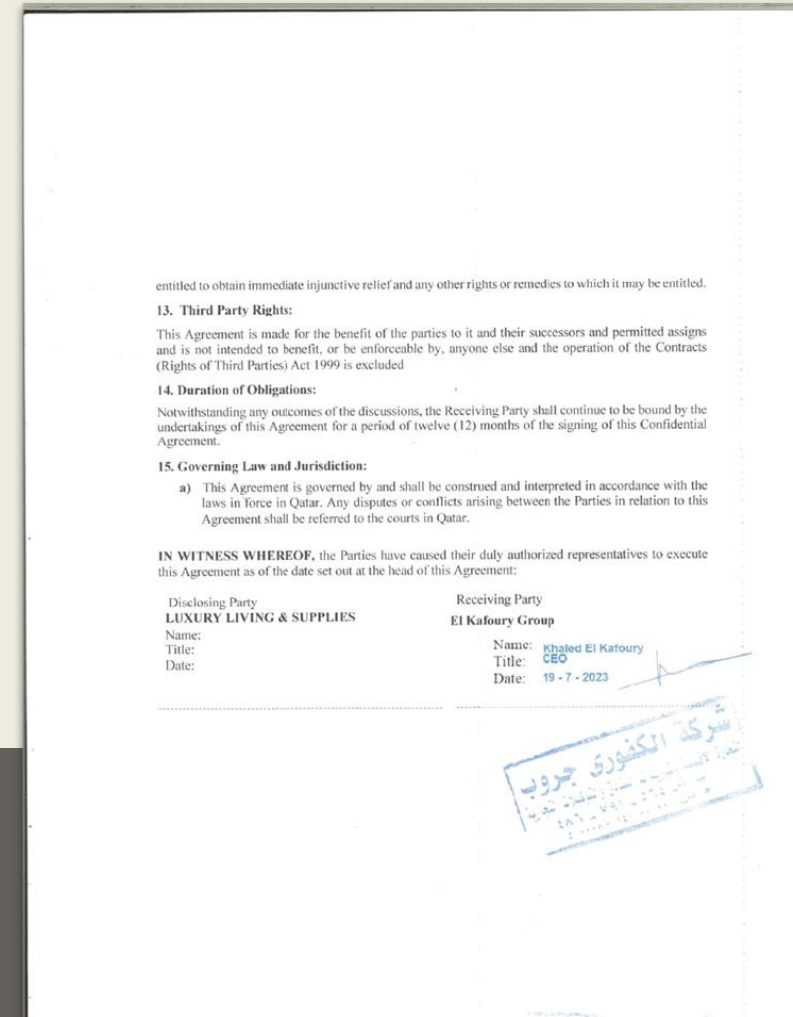 entitled to obtain immediate injunctive relief and any other rights or remedies to which it may be entitled.
13. Third Party Rights:
This Agreement is made for the benefit of the parties to it and their successors and permitted assigns
and is not intended to benefit, or be enforceable by, anyone else and the operation of the Contracts
(Rights of Third Parties) Act 1999 is excluded
14. Duration of Obligations:
Notwithstanding any outcomes of the discussions, the Receiving Party shall continue to be bound by the
undertakings of this Agreement for a period of twelve (12) months of the signing of this Confidential
Agreement.
15. Governing Law and Jurisdiction:
a) This Agreement is governed by and shall be construed and interpreted in accordance with the
laws in force in Qatar. Any disputes or conflicts arising between the Parties in relation to this
Agreement shall be referred to the courts in Qatar.
IN WITNESS WHEREOF, the Parties have caused their duly authorized representatives to execute
this Agreement as of the date set out at the head of this Agreement:
Disclosing Party
LUXURY LIVING & SUPPLIES
Name:
Title:
Date:
Receiving Party
El Kafoury Group
Name: Khaled El Kafoury
Title: CEO
Date: 19 - 7 - 2023
شركة الكفورى جروب